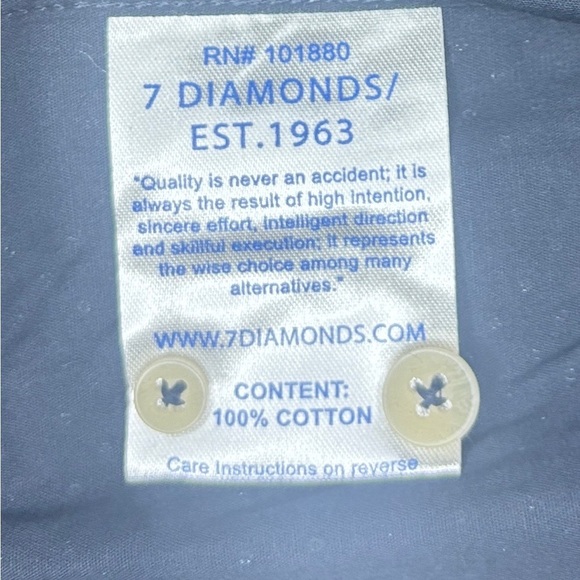 RN# 101880
7 DIAMONDS/
EST.1963
"Quality is never an accident; it is
always the result of high intention,
sincere effort, intelligent direction
and skillful execution; it represents
the wise choice among many
alternatives."
WWW.7DIAMONDS.COM
CONTENT:
100% COTTON
Care Instructions on reverse